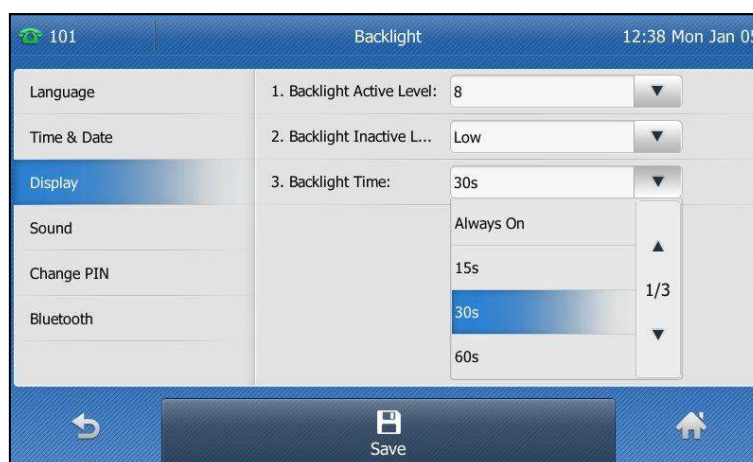 101 Backlight 12:38 Mon Jan 05
Language
Time & Date
Display
Sound
Change PIN
Bluetooth
1. Backlight Active Level: 8
2. Backlight Inactive L... Low
3. Backlight Time: 30s
Always On
15s
30s
60s
1/3
Save